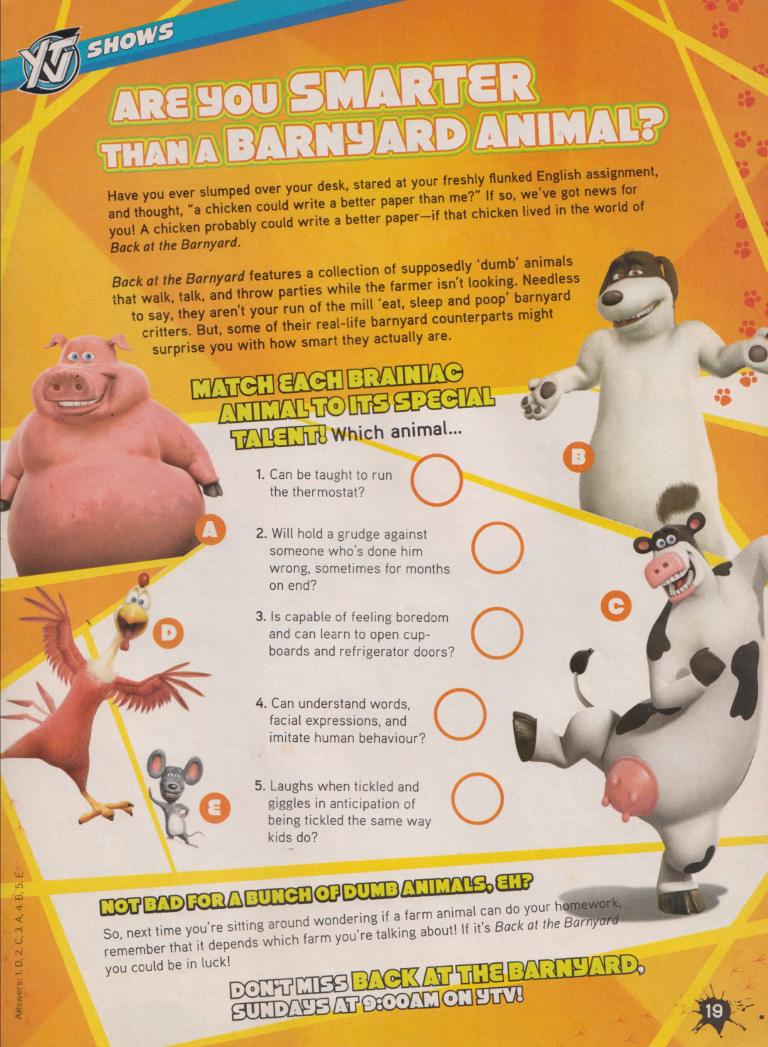 YTV SHOWS
ARE YOU SMARTER
THAN A BARNYARD ANIMAL?
Have you ever slumped over your desk, stared at your freshly flunked English assignment,
and thought, "a chicken could write a better paper than me?" If so, we've got news for
you! A chicken probably could write a better paper—if that chicken lived in the world of
Back at the Barnyard.
Back at the Barnyard features a collection of supposedly 'dumb' animals
that walk, talk, and throw parties while the farmer isn't looking. Needless
to say, they aren't your run of the mill 'eat, sleep and poop' barnyard
critters. But, some of their real-life barnyard counterparts might
surprise you with how smart they actually are.
MATCH EACH BRAINIAC
ANIMAL TO ITS SPECIAL
TALENT! Which animal...
1. Can be taught to run
the thermostat?
2. Will hold a grudge against
someone who's done him
wrong, sometimes for months
on end?
3. Is capable of feeling boredom
and can learn to open cup-
boards and refrigerator doors?
4. Can understand words,
facial expressions, and
imitate human behaviour?
5. Laughs when tickled and
giggles in anticipation of
being tickled the same way
kids do?
A
B
C
D
E
NOT BAD FOR A BUNCH OF DUMB ANIMALS, EH?
So, next time you're sitting around wondering if a farm animal can do your homework,
remember that it depends which farm you're talking about! If it's Back at the Barnyard
you could be in luck!
DON'T MISS BACK AT THE BARNYARD,
SUNDAYS AT 9:00AM ON YTV!
Answers: 1. D, 2. C, 3. A, 4. B, 5. E
19